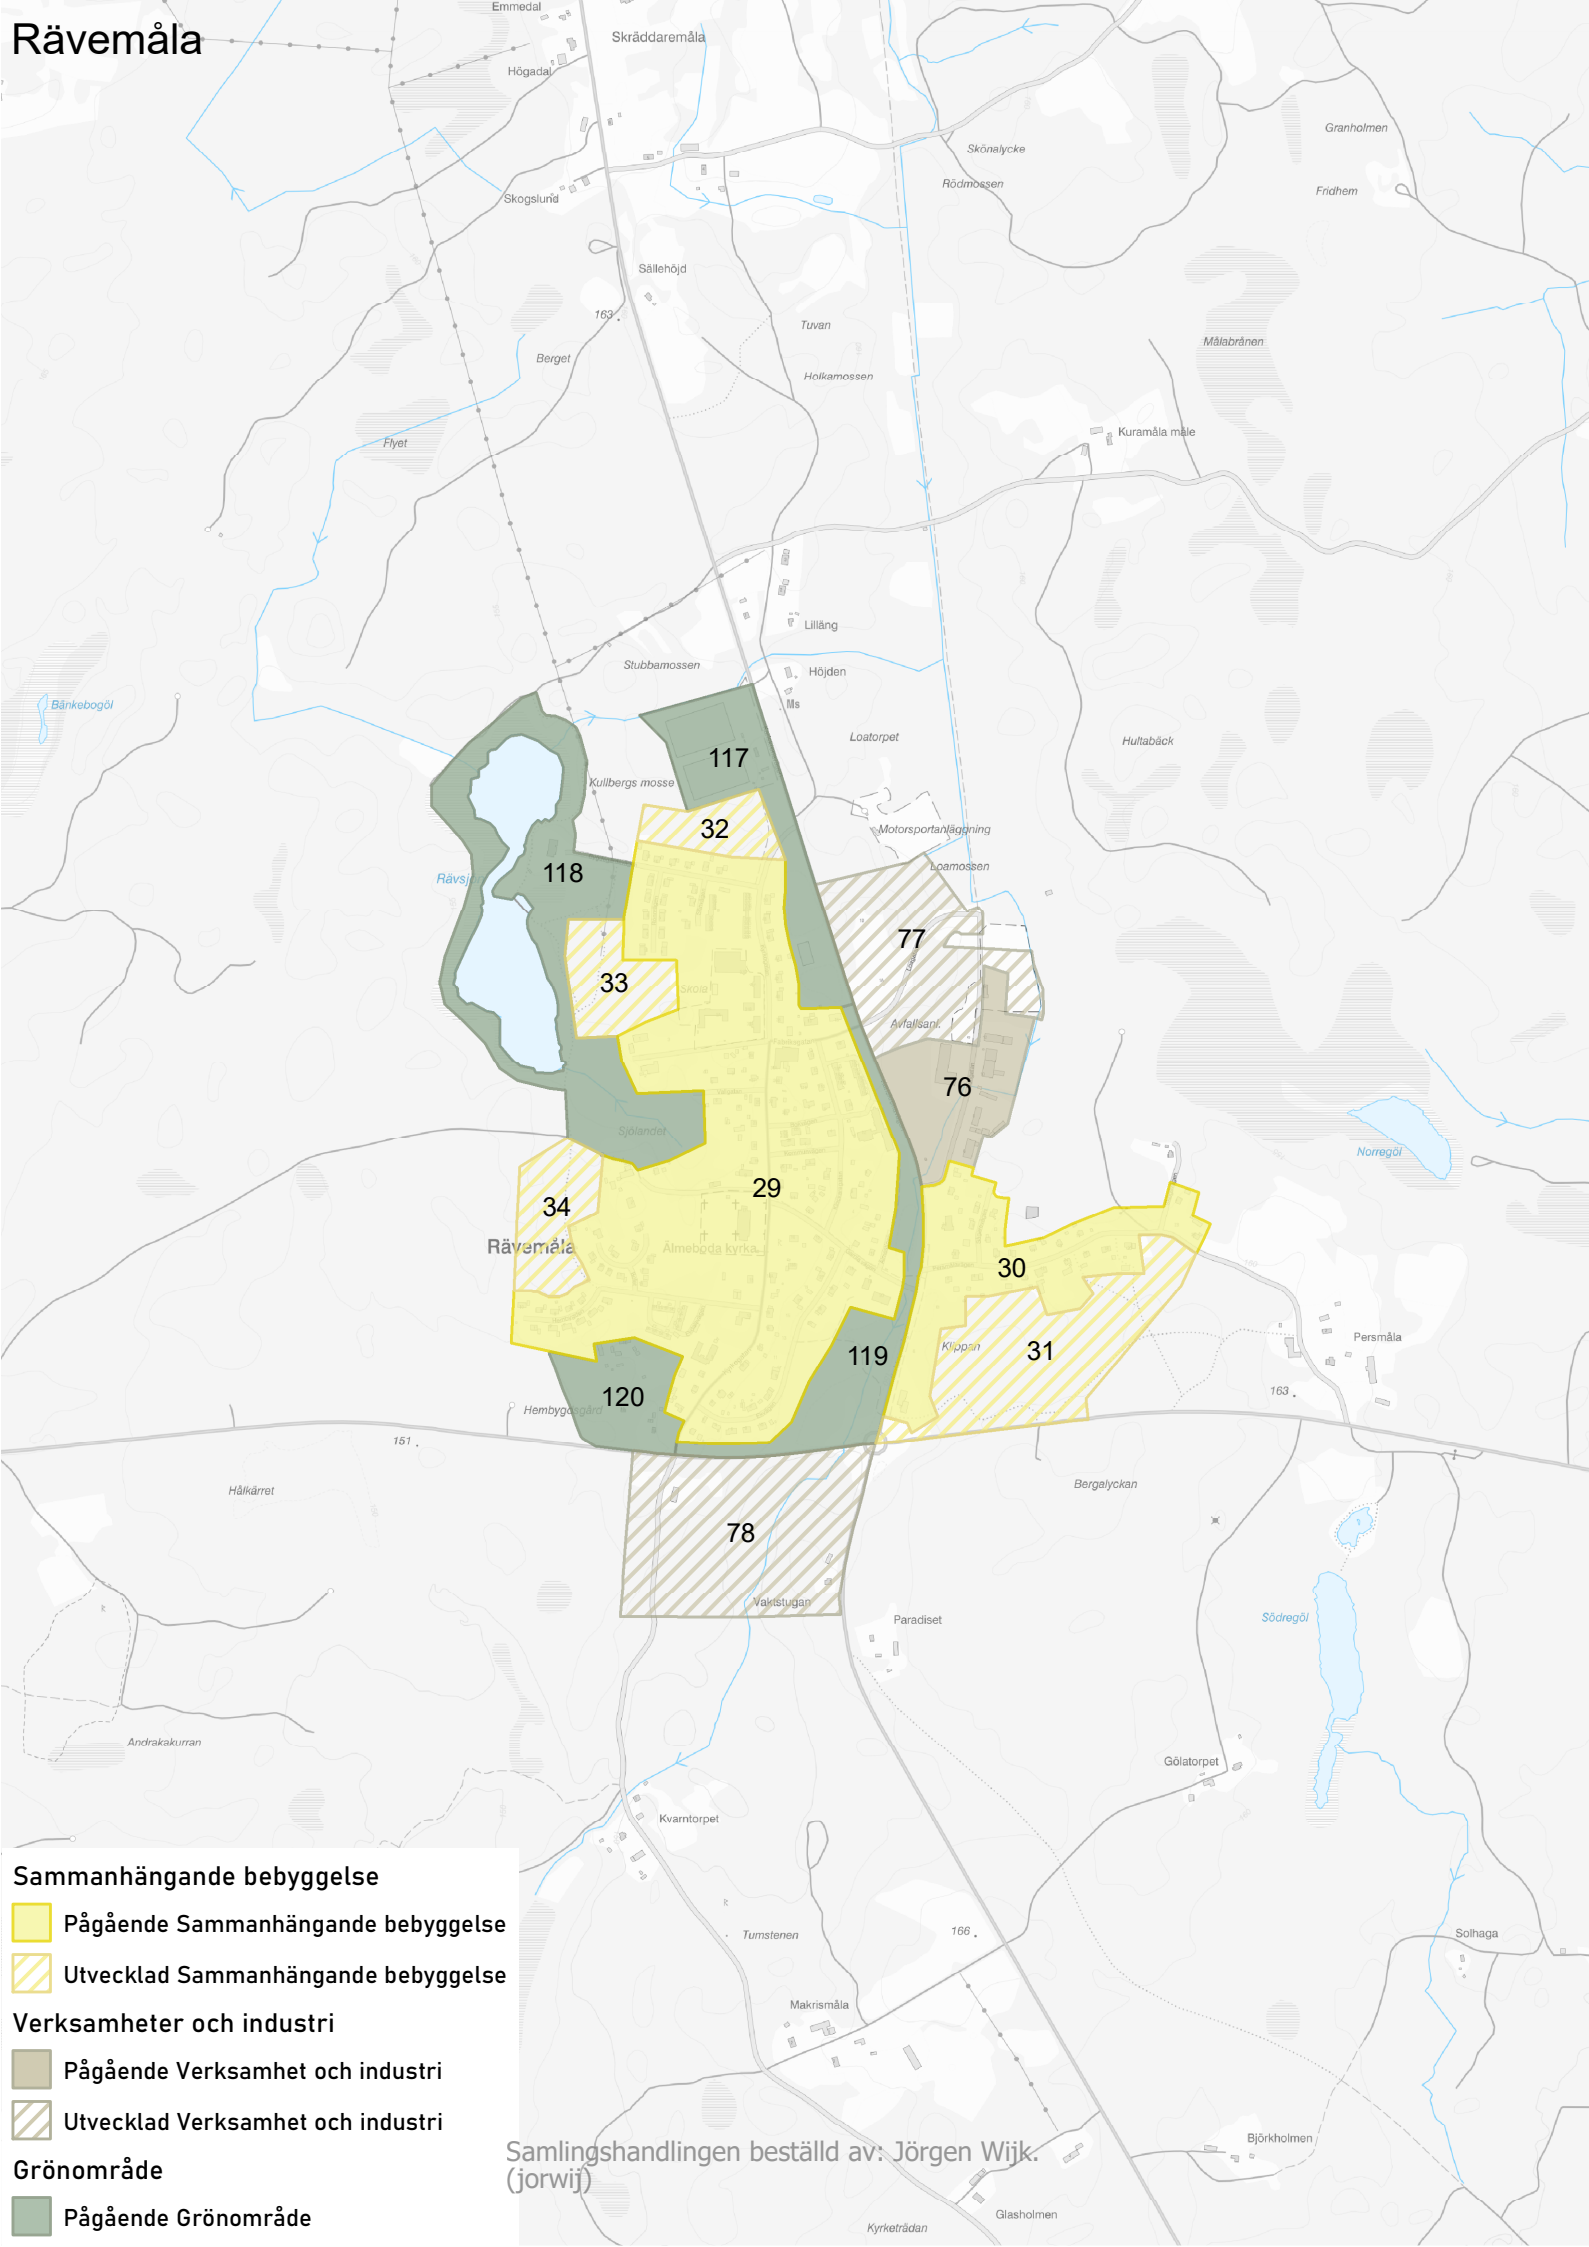 Rävemåla
Emmedal
Skräddaremåla
Högadal
Granholmen
Skönalycke
Rödmossen
Fridhem
Skogslund
Sällehöjd
163
Tuvan
Målabrånen
Berget
Holkamossen
Kuramåla måle
Flyet
Lilläng
Stubbamossen
Höjden
Bänkebogöl
Ms
Loatorpet
Hultabäck
117
Kullbergs mosse
32
Motorsportanläggning
Loamossen
118
77
33
SKola
Avfallsanl.
76
Sjölandet
Norregöl
29
34
Rävemåla
Älmeboda kyrka
30
Persmåla
Klippan
31
119
163
120
Hembygdsgård
151
Bergalyckan
Hålkärret
78
Vaktstugan
Paradiset
Södregöl
Andrakakurran
Gölatorpet
Kvarntorpet
Sammanhängande bebyggelse
Pågående Sammanhängande bebyggelse
Utvecklad Sammanhängande bebyggelse
Verksamheter och industri
Pågående Verksamhet och industri
Utvecklad Verksamhet och industri
Grönområde
Pågående Grönområde
Tumstenen
166
Solhaga
Makrismåla
Björkholmen
Samlingshandlingen beställd av: Jörgen Wijk.
(jorwij)
Glasholmen
Kyrketrädan